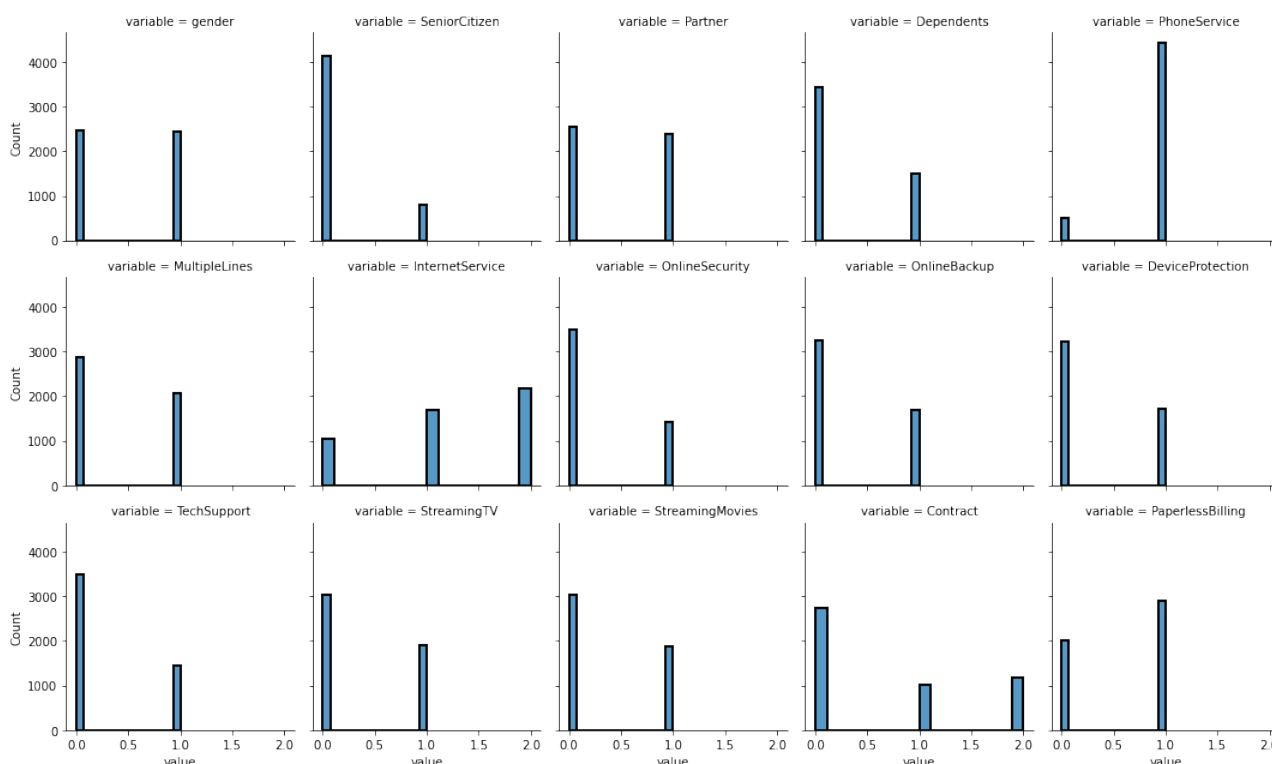 variable = gender
variable = SeniorCitizen
variable = Partner
variable = Dependents
variable = PhoneService
4000
3000
2000
1000
0
Count
variable = MultipleLines
variable = InternetService
variable = OnlineSecurity
variable = OnlineBackup
variable = DeviceProtection
4000
3000
2000
1000
0
Count
variable = TechSupport
variable = StreamingTV
variable = StreamingMovies
variable = Contract
variable = PaperlessBilling
4000
3000
2000
1000
0
Count
0.0 0.5 1.0 1.5 2.0
0.0 0.5 1.0 1.5 2.0
0.0 0.5 1.0 1.5 2.0
0.0 0.5 1.0 1.5 2.0
0.0 0.5 1.0 1.5 2.0
value
value
value
value
value